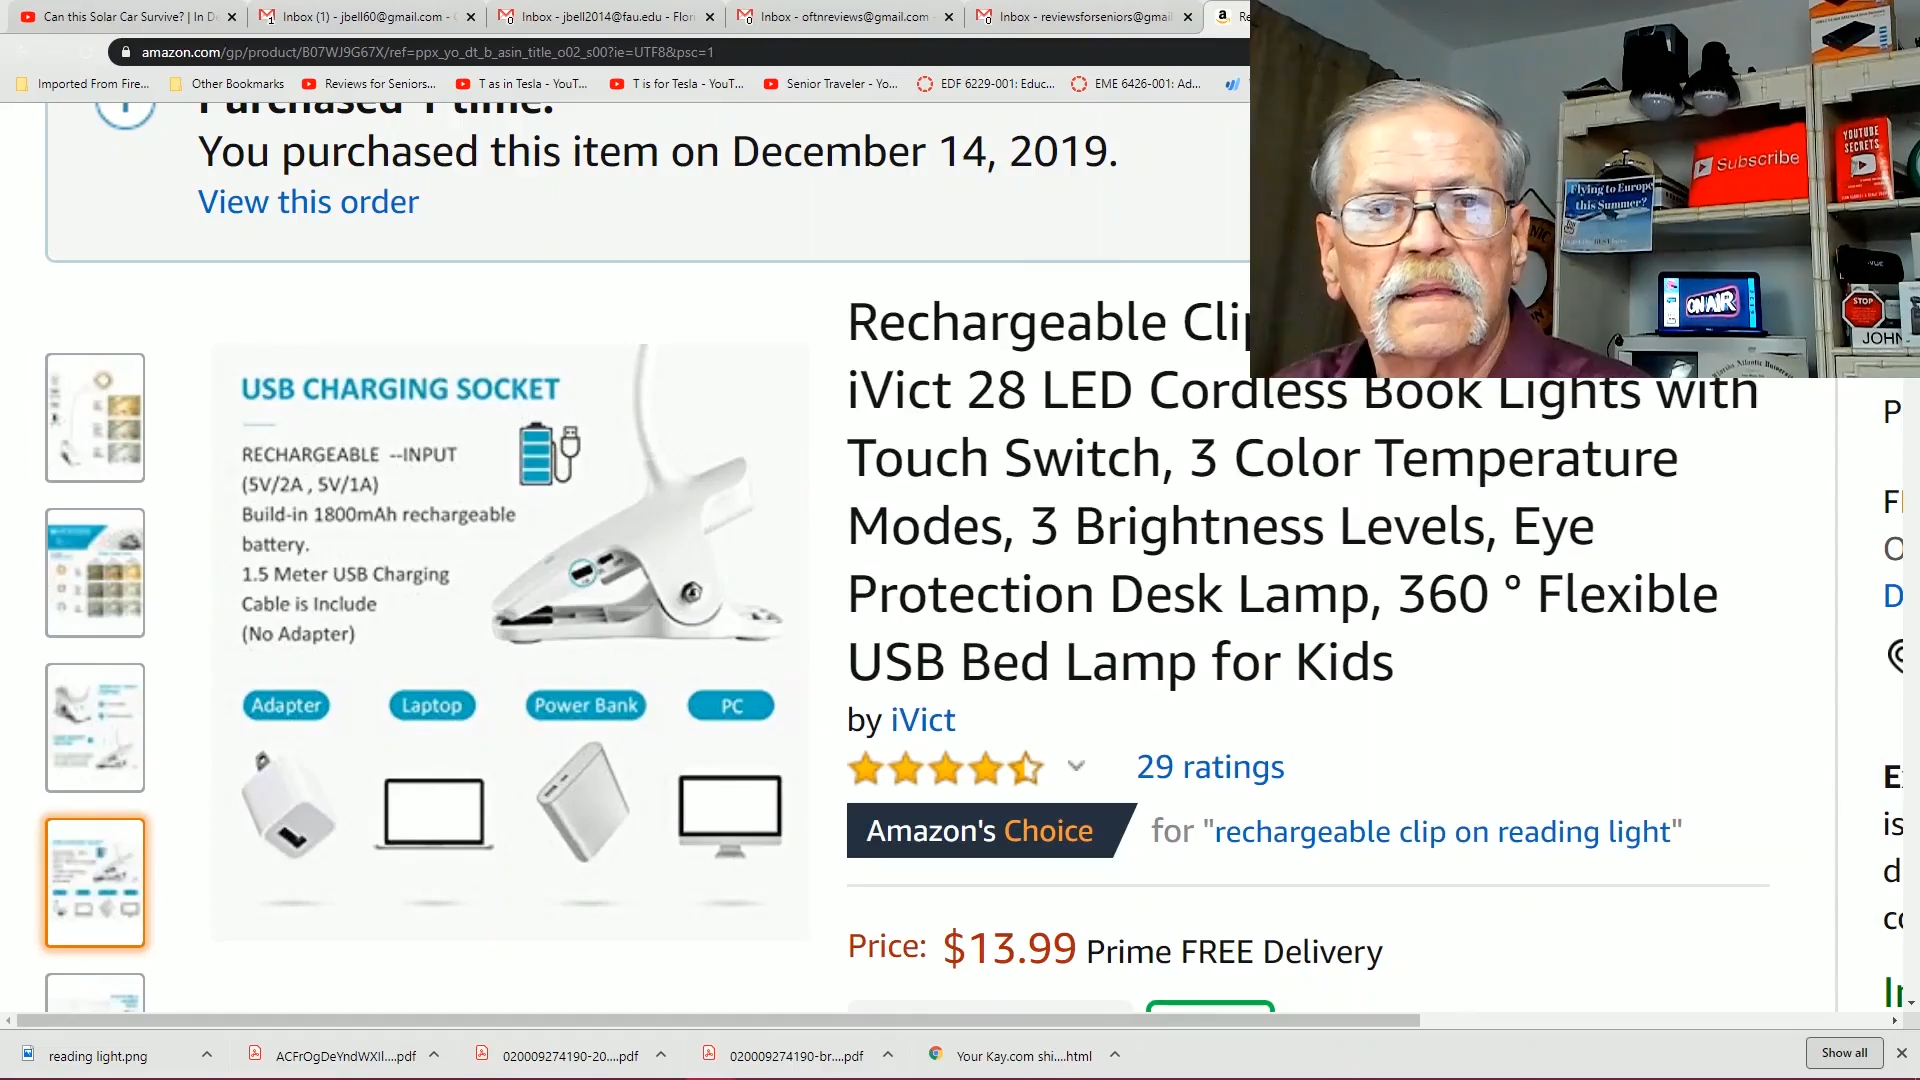 Can this Solar Car Survive? | In D
Inbox (1) - jbell60@gmail.com -
Inbox - jbell2014@fau.edu - Flor
Inbox - oftnreviews@gmail.com
Inbox - reviewsforseniors@gmail
Re
amazon.com/gp/product/B07WJ9G67X/ref=ppx_yo_dt_b_asin_title_o02_s00?ie=UTF8&psc=1
Imported From Fire...
Other Bookmarks
Reviews for Seniors...
T as in Tesla - YouT...
T is for Tesla - YouT...
Senior Traveler - Yo...
EDF 6229-001: Educ...
EME 6426-001: Ad...
Purchased 1 time.
You purchased this item on December 14, 2019.
View this order
YOUTUBE
SECRETS
Subscribe
Flying to Europe
this Summer?
ON AIR
STOP
JOHN
USB CHARGING SOCKET
RECHARGEABLE --INPUT
(5V/2A , 5V/1A)
Build-in 1800mAh rechargeable
battery.
1.5 Meter USB Charging
Cable is Include
(No Adapter)
Adapter
Laptop
Power Bank
PC
Rechargeable Cli
iVict 28 LED Cordless Book Lights with
Touch Switch, 3 Color Temperature
Modes, 3 Brightness Levels, Eye
Protection Desk Lamp, 360 ° Flexible
USB Bed Lamp for Kids
by iVict
29 ratings
Amazon's Choice for "rechargeable clip on reading light"
Price: $13.99 Prime FREE Delivery
reading light.png
ACFrOgDeYndWXIl....pdf
020009274190-20....pdf
020009274190-br....pdf
Your Kay.com shi....html
Show all